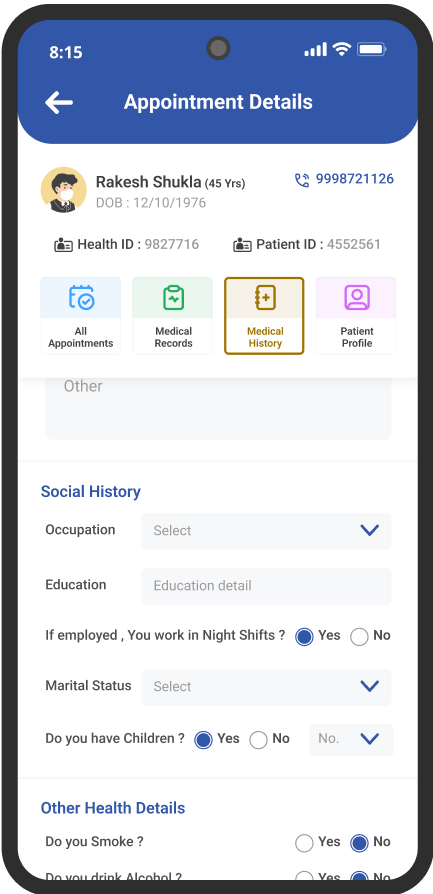 8:15
Appointment Details
Rakesh Shukla (45 Yrs)
9998721126
DOB : 12/10/1976
Health ID : 9827716
Patient ID : 4552561
All Appointments
Medical Records
Medical History
Patient Profile
Other
Social History
Occupation
Select
Education
Education detail
If employed , You work in Night Shifts ? Yes No
Marital Status
Select
Do you have Children ? Yes No
No.
Other Health Details
Do you Smoke ? Yes No
Do you drink Alcohol ? Yes No